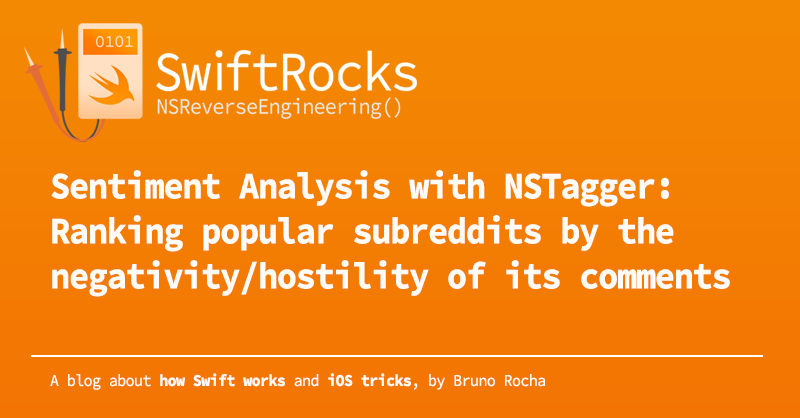 0101
SwiftRocks
NSReverseEngineering()
Sentiment Analysis with NSTagger:
Ranking popular subreddits by the
negativity/hostility of its comments
A blog about how Swift works and iOS tricks, by Bruno Rocha